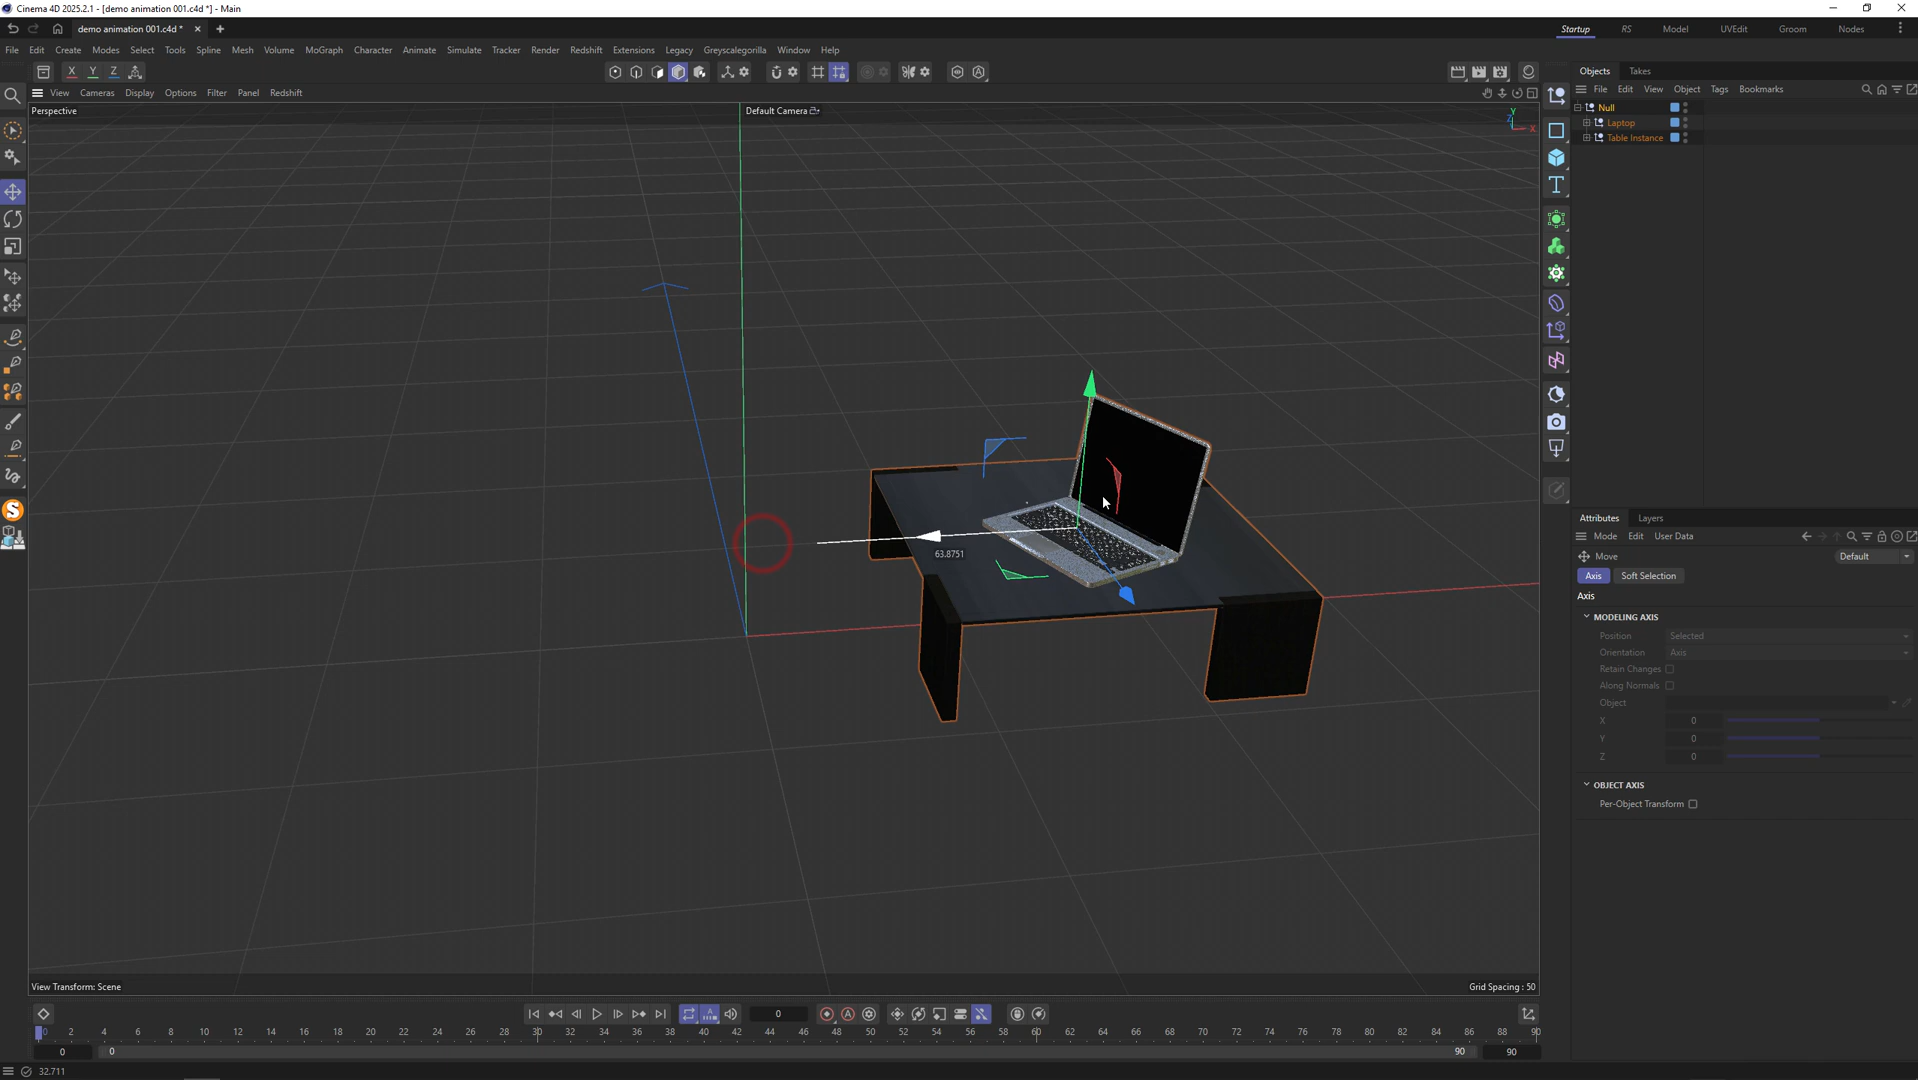 Cinema 4D 2025.2.1 - [demo animation 001.c4d *] - Main
demo animation 001.c4d *
Startup RS Model UVEdit Groom Nodes
File Edit Create Modes Select Tools Spline Mesh Volume MoGraph Character Animate Simulate Tracker Render Redshift Extensions Legacy Greyscalegorilla Window Help
X Y Z
Objects Takes
View Cameras Display Options Filter Panel Redshift
File Edit View Object Tags Bookmarks
Perspective
Default Camera
Y
Z
X
Null
Laptop
Table Instance
63.8751
Attributes Layers
Mode Edit User Data
Move
Default
Axis Soft Selection
Axis
MODELING AXIS
Position Selected
Orientation Axis
Retain Changes
Along Normals
Object
X 0
Y 0
Z 0
OBJECT AXIS
Per-Object Transform
View Transform: Scene
Grid Spacing : 50
0
0 2 4 6 8 10 12 14 16 18 20 22 24 26 28 30 32 34 36 38 40 42 44 46 48 50 52 54 56 58 60 62 64 66 68 70 72 74 76 78 80 82 84 86 88 90
0 0 90 90
32.711